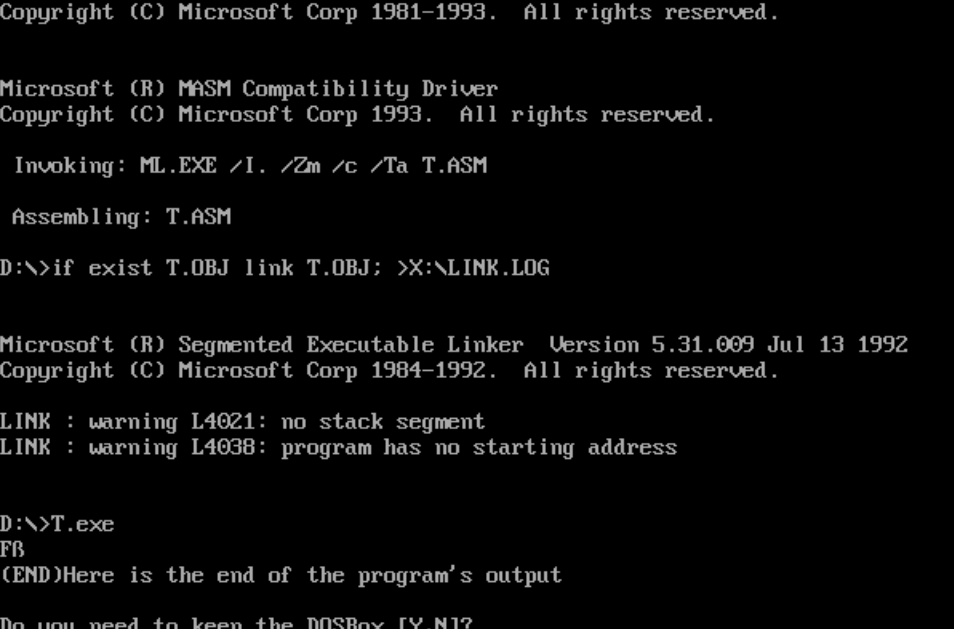 Copyright (C) Microsoft Corp 1981-1993.  All rights reserved.
Microsoft (R) MASM Compatibility Driver
Copyright (C) Microsoft Corp 1993.  All rights reserved.
Invoking: ML.EXE /I. /Zm /c /Ta T.ASM
Assembling: T.ASM
D:\>if exist T.OBJ link T.OBJ; >X:\LINK.LOG
Microsoft (R) Segmented Executable Linker  Version 5.31.009 Jul 13 1992
Copyright (C) Microsoft Corp 1984-1992.  All rights reserved.
LINK : warning L4021: no stack segment
LINK : warning L4038: program has no starting address
D:\>T.exe
Fß
(END)Here is the end of the program's output
Do you need to keep the DOSBox [Y,N]?